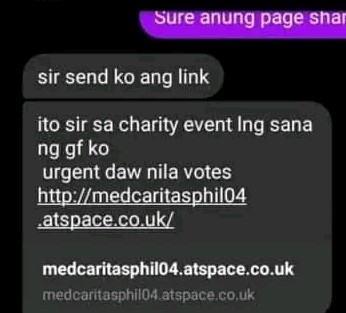 Sure anung page shar
sir send ko ang link
ito sir sa charity event lng sana
ng gf ko
urgent daw nila votes
http://medcaritasphil04
.atspace.co.uk/
medcaritasphil04.atspace.co.uk
medcaritasphil04.atspace.co.uk